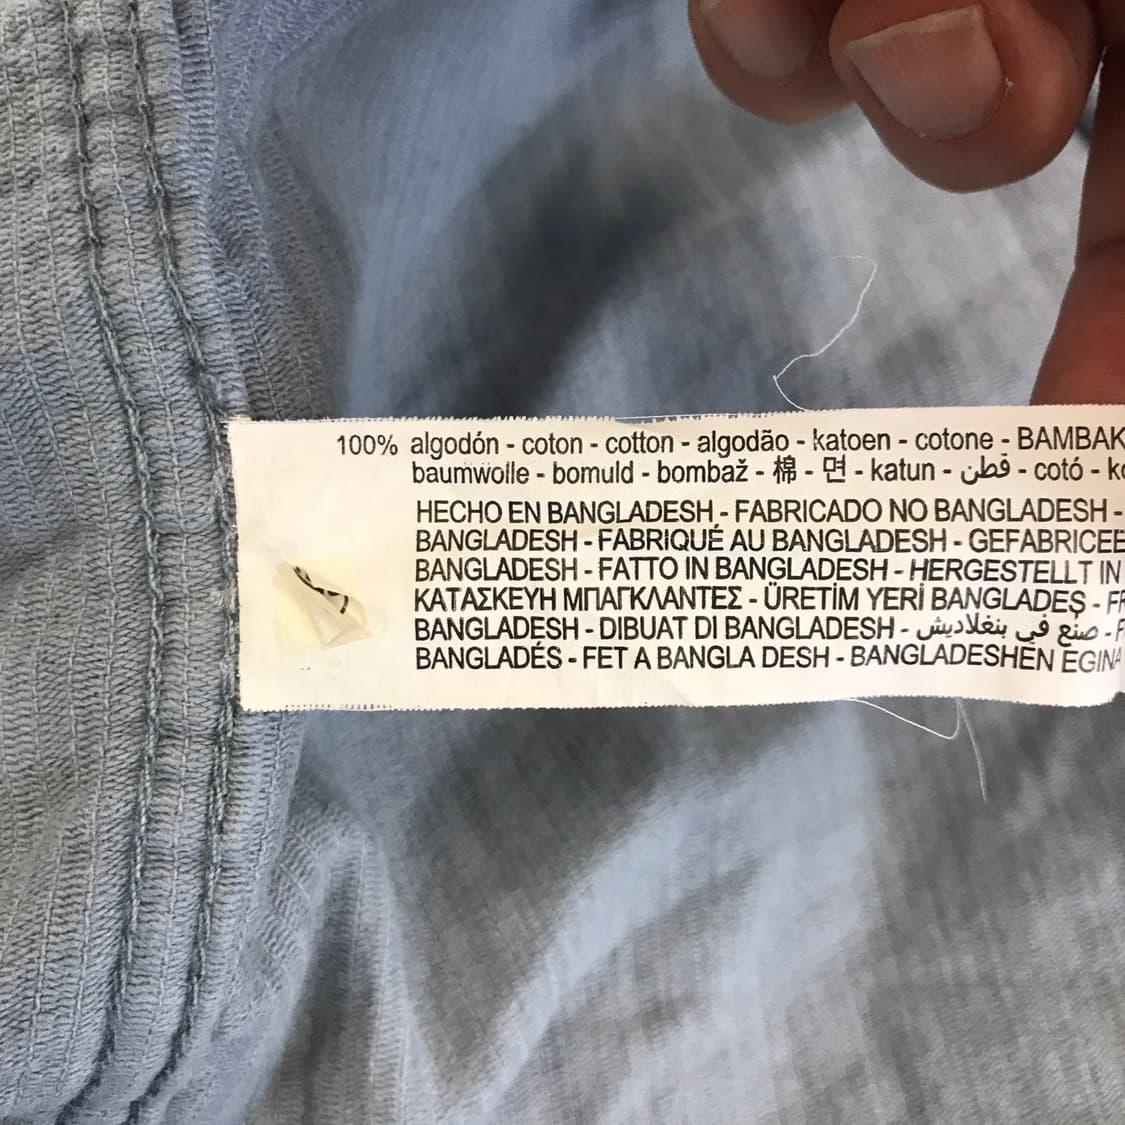 100% algodón - coton - cotton - algodão - katoen - cotone - BAMBAK
baumwolle - bomuld - bombaž - 棉 - 면 - katun - قطن - cotó -
HECHO EN BANGLADESH - FABRICADO NO BANGLADESH -
BANGLADESH - FABRIQUÉ AU BANGLADESH - GEFABRICEE
BANGLADESH - FATTO IN BANGLADESH - HERGESTELLT IN
ΚΑΤΑΣΚΕΥΗ ΜΠΑΓΚΛΑΝΤΕΣ - ÜRETİM YERİ BANGLADEŞ -
BANGLADESH - DIBUAT DI BANGLADESH - صنع في بنغلاديش -
BANGLADÉS - FET A BANGLA DESH - BANGLADESHEN EGINA